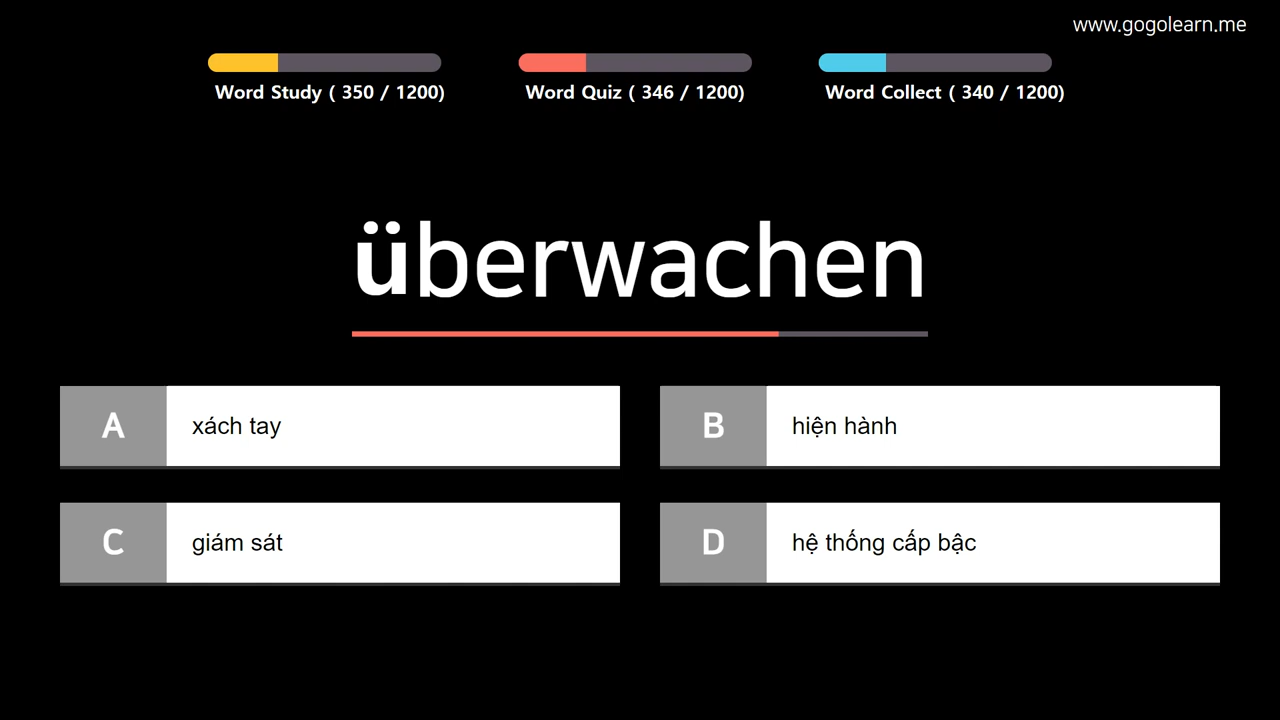 www.gogolearn.me
Word Study ( 350 / 1200)
Word Quiz ( 346 / 1200)
Word Collect ( 340 / 1200)
überwachen
A xách tay
B hiện hành
C giám sát
D hệ thống cấp bậc